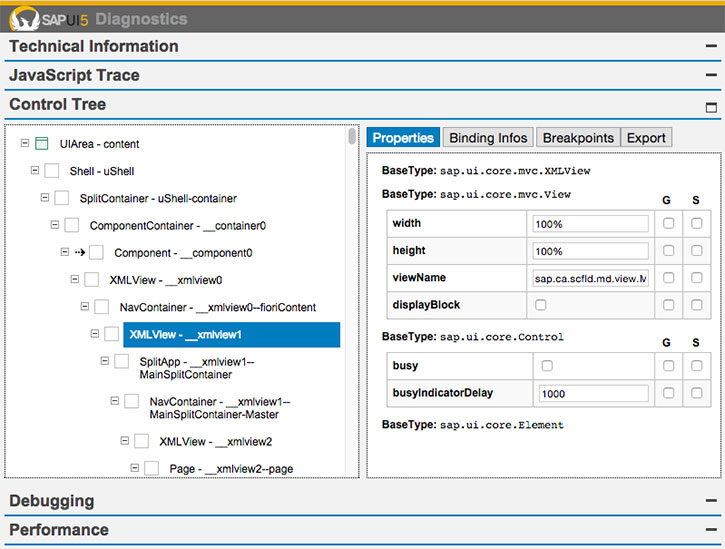 SAPUI5 Diagnostics
Technical Information
JavaScript Trace
Control Tree
UIArea - content
Shell - uShell
SplitContainer - uShell-container
ComponentContainer - __container0
Component - __component0
XMLView - __xmlview0
NavContainer - __xmlview0--fioriContent
XMLView - __xmlview1
SplitApp - __xmlview1--
MainSplitContainer
NavContainer - __xmlview1--
MainSplitContainer-Master
XMLView - __xmlview2
Page - __xmlview2--page
Properties Binding Infos Breakpoints Export
BaseType: sap.ui.core.mvc.XMLView
BaseType: sap.ui.core.mvc.View
G S
width 100%
height 100%
viewName sap.ca.scfld.md.view.M
displayBlock
BaseType: sap.ui.core.Control
G S
busy
busyIndicatorDelay 1000
BaseType: sap.ui.core.Element
Debugging
Performance